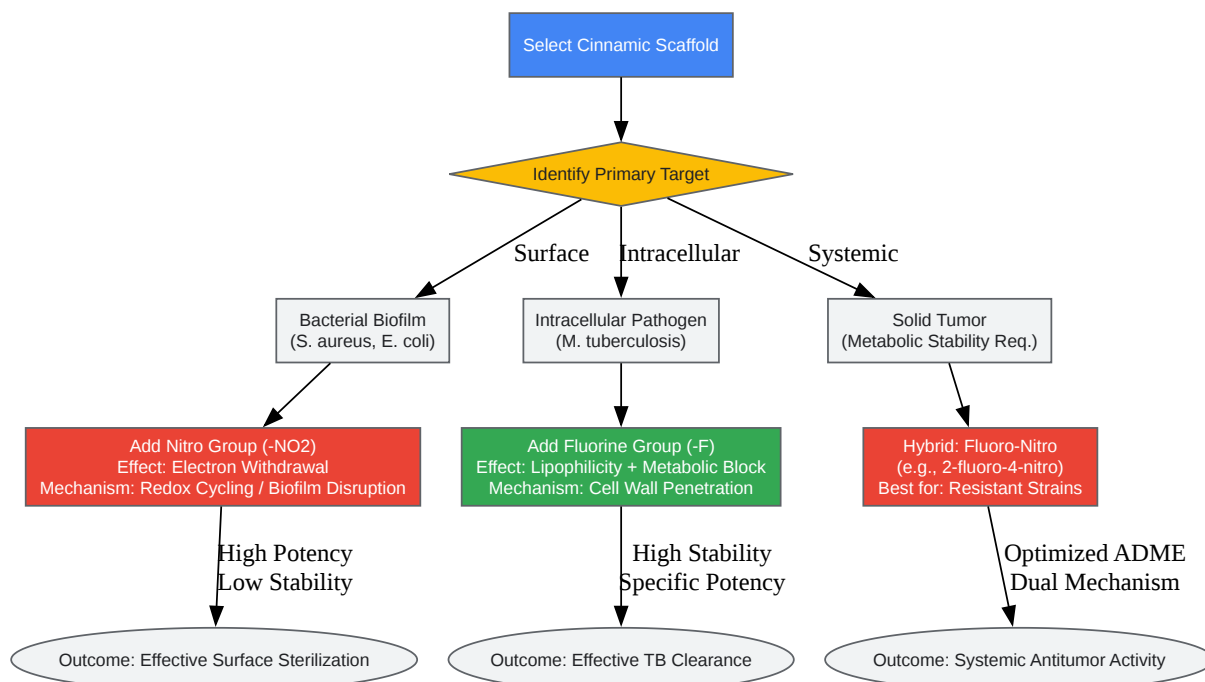 Select Cinnamic Scaffold
Identify Primary Target
Surface
Intracellular
Systemic
Bacterial Biofilm
(S. aureus, E. coli)
Intracellular Pathogen
(M. tuberculosis)
Solid Tumor
(Metabolic Stability Req.)
Add Nitro Group (-NO2)
Effect: Electron Withdrawal
Mechanism: Redox Cycling / Biofilm Disruption
Add Fluorine Group (-F)
Effect: Lipophilicity + Metabolic Block
Mechanism: Cell Wall Penetration
Hybrid: Fluoro-Nitro
(e.g., 2-fluoro-4-nitro)
Best for: Resistant Strains
High Potency
Low Stability
High Stability
Specific Potency
Optimized ADME
Dual Mechanism
Outcome: Effective Surface Sterilization
Outcome: Effective TB Clearance
Outcome: Systemic Antitumor Activity